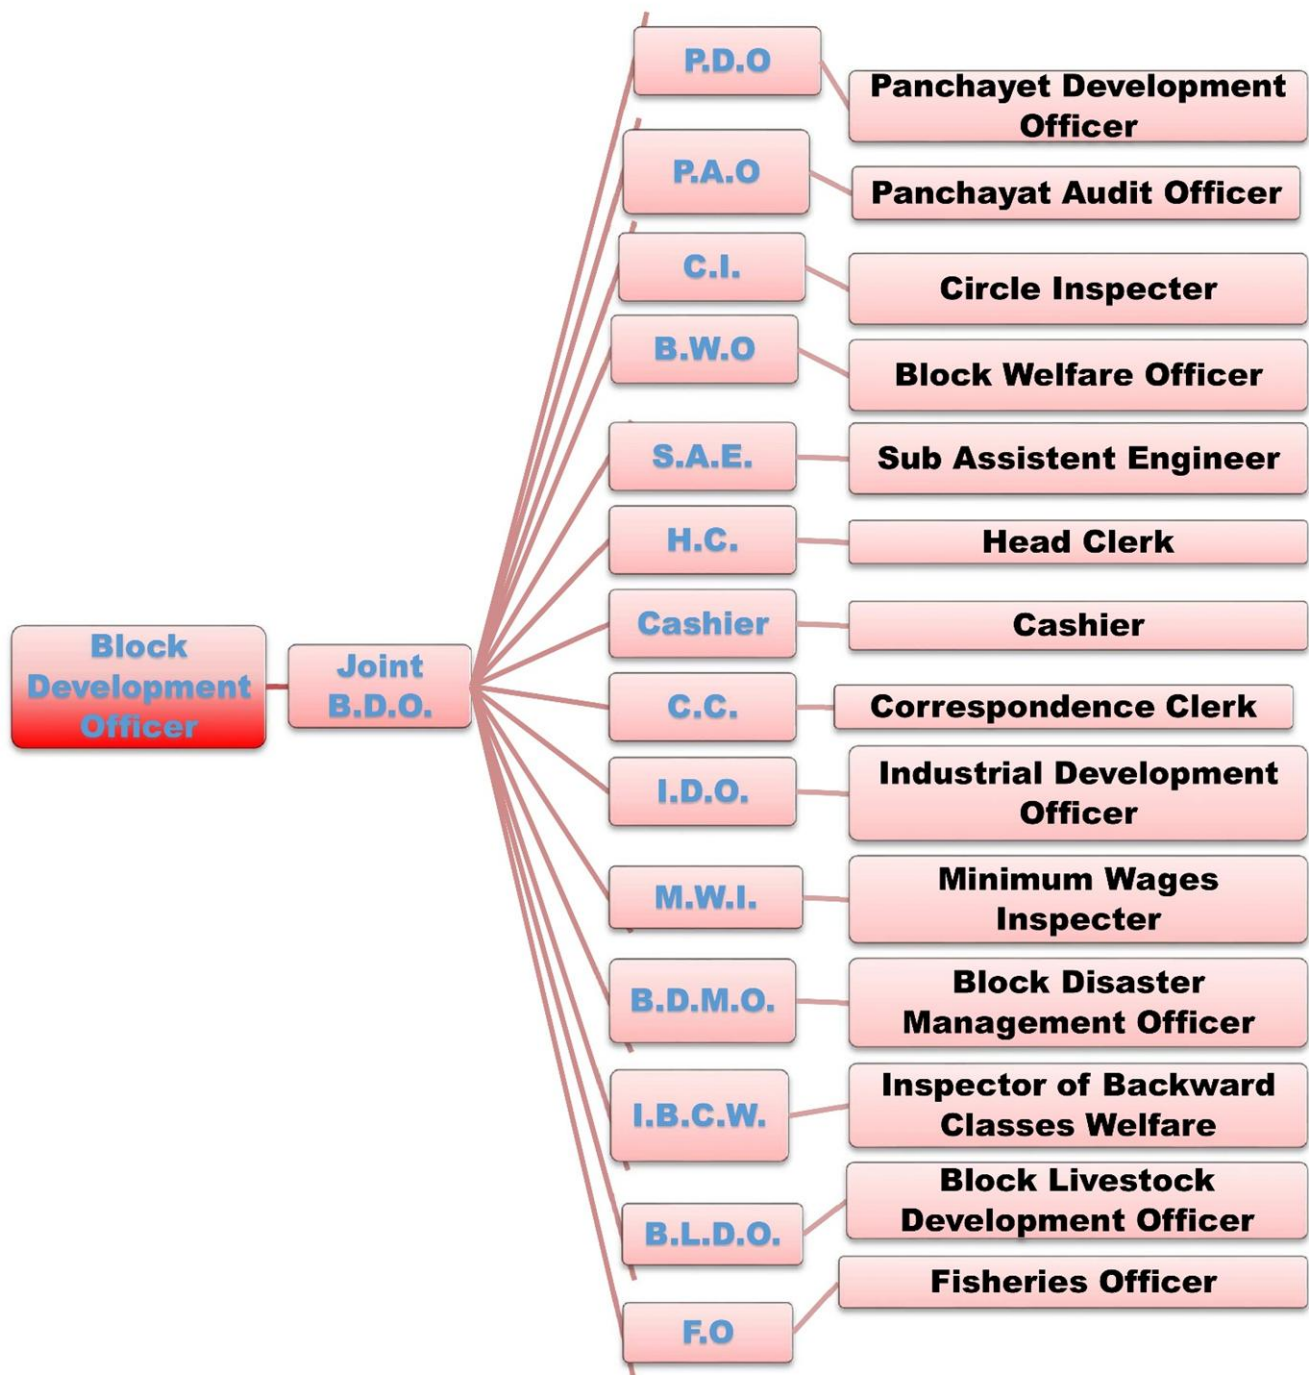 Block
Development
Officer
Joint
B.D.O.
P.D.O
Panchayet Development
Officer
P.A.O
Panchayat Audit Officer
C.I.
Circle Inspecter
B.W.O
Block Welfare Officer
S.A.E.
Sub Assistent Engineer
H.C.
Head Clerk
Cashier
Cashier
C.C.
Correspondence Clerk
I.D.O.
Industrial Development
Officer
M.W.I.
Minimum Wages
Inspecter
B.D.M.O.
Block Disaster
Management Officer
I.B.C.W.
Inspector of Backward
Classes Welfare
B.L.D.O.
Block Livestock
Development Officer
F.O
Fisheries Officer